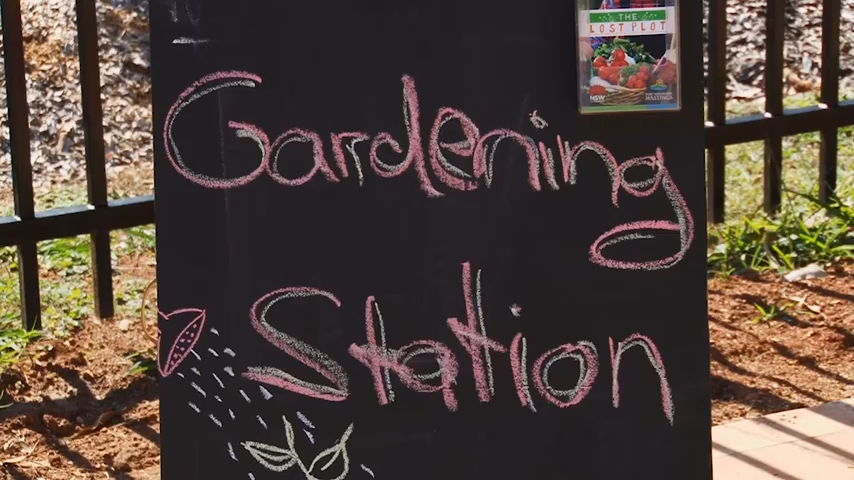 THE
LOST PLOT
NSW
HASTINGS
Gardening
Station